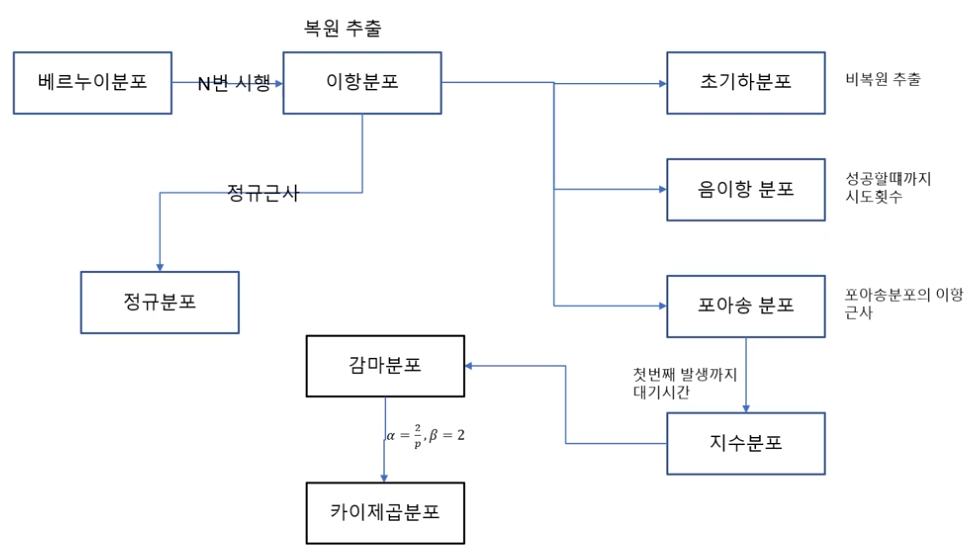 복원 추출
베르누이분포
N번 시행
이항분포
초기하분포
비복원 추출
정규근사
음이항 분포
성공할떄까지
시도횟수
정규분포
포아송 분포
포아송분포의 이항
근사
감마분포
첫번째 발생까지
대기시간
지수분포
α = 2/p, β = 2
카이제곱분포